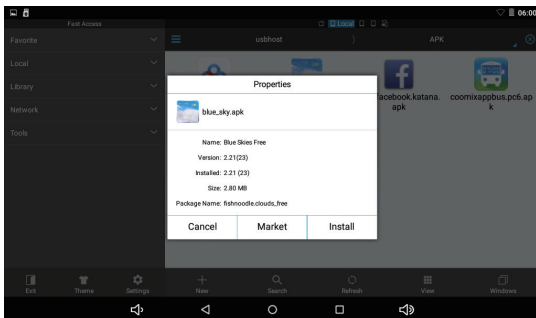 06:00
Fast Access
Local
Favorite
usbhost
APK
Local
Library
Network
Tools
Properties
blue_sky.apk
Name: Blue Skies Free
Version: 2.21(23)
Installed: 2.21 (23)
Size: 2.80 MB
Package Name: fishnoodle.clouds_free
Cancel
Market
Install
facebook.katana.
apk
coomixappbus.pc6.ap
k
Exit
Theme
Settings
New
Search
Refresh
View
Windows